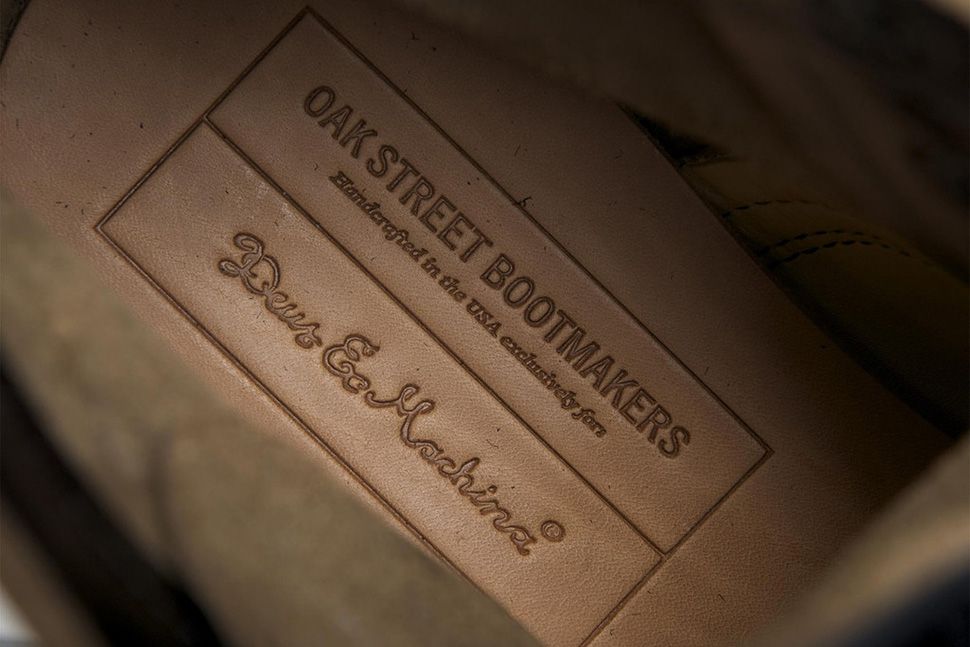 OAK STREET BOOTMAKERS
Handcrafted in the USA exclusively for:
Deus Ex Machina©